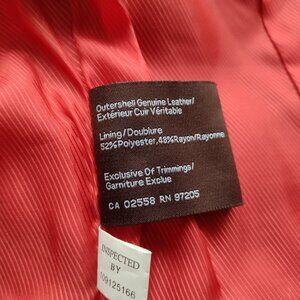 Outershell Genuine Leather/
Extérieur Cuir Véritable
Lining/Doublure
52%Polyester,48%Rayon/Rayonne
Exclusive Of Trimmings/
Garniture Exclue
CA 02558 RN 97205
INSPECTED
BY